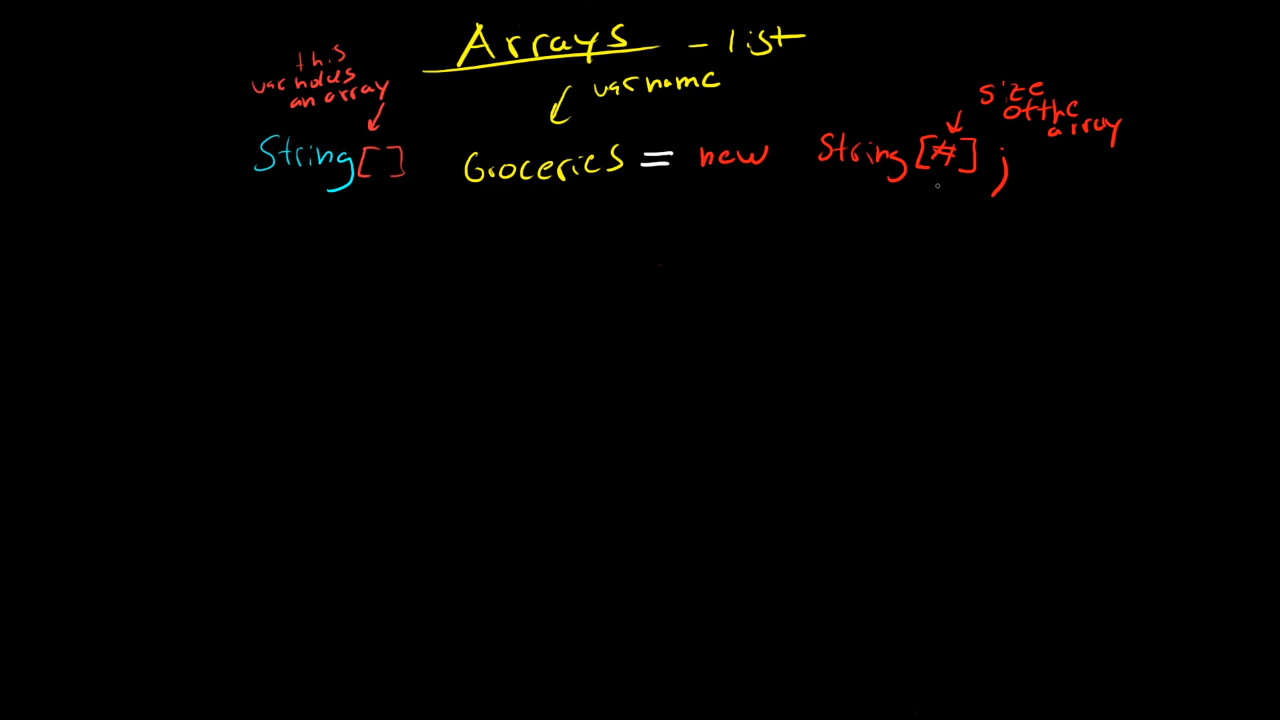 Arrays - list
this
var holds
an array
var name
size
of the
array
String[] Groceries = new String[#];